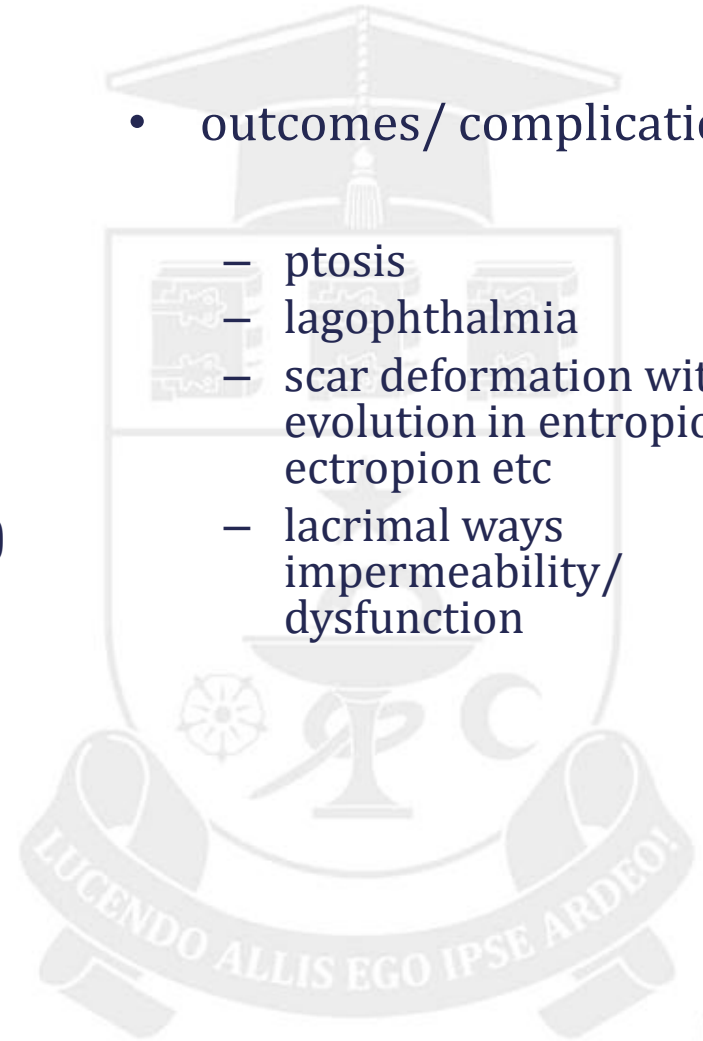 • outcomes/ complicati
– ptosis
– lagophthalmia
– scar deformation wit
evolution in entropio
ectropion etc
– lacrimal ways
impermeability/
dysfunction
)
LUCENDO ALLIS EGO IPSE ARDEO!